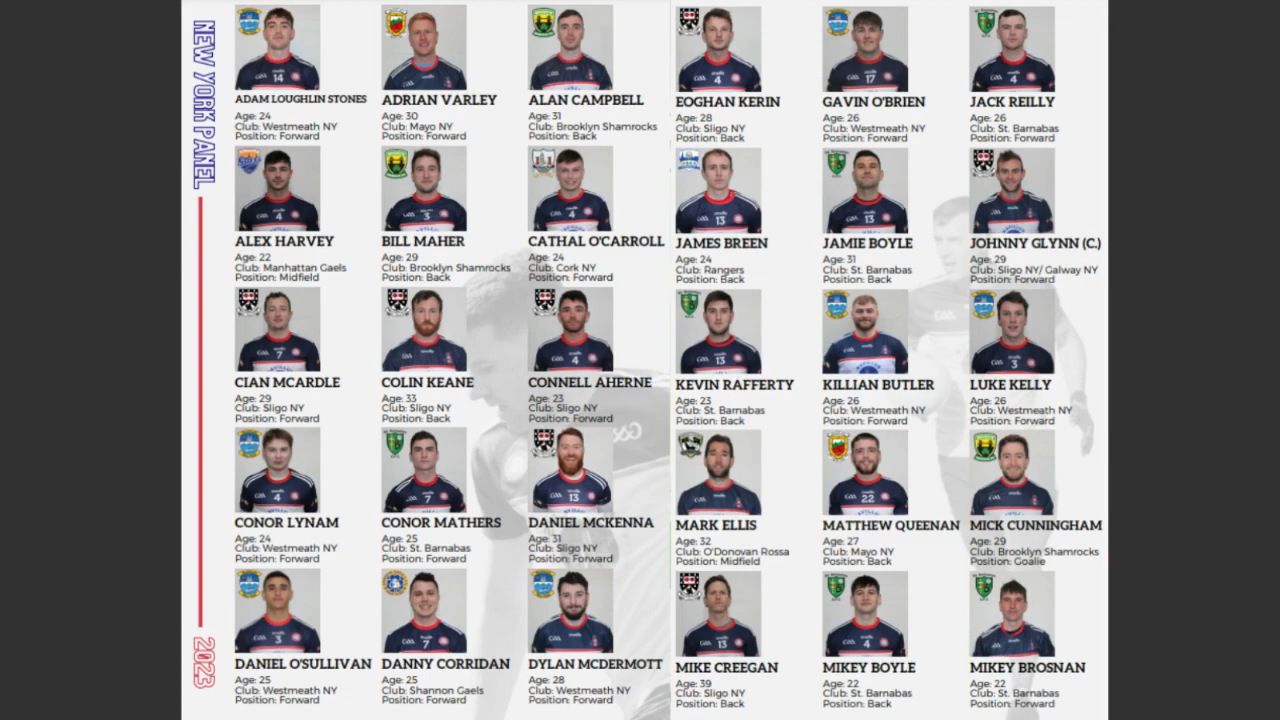 NEW YORK PANEL
2023
ADAM LOUGHLIN STONES
Age: 24
Club: Westmeath NY
Position: Forward
ADRIAN VARLEY
Age: 30
Club: Mayo NY
Position: Forward
ALAN CAMPBELL
Age: 31
Club: Brooklyn Shamrocks
Position: Back
EOGHAN KERIN
Age: 28
Club: Sligo NY
Position: Back
GAVIN O'BRIEN
Age: 26
Club: Westmeath NY
Position: Forward
JACK REILLY
Age: 26
Club: St. Barnabas
Position: Forward
ALEX HARVEY
Age: 22
Club: Manhattan Gaels
Position: Midfield
BILL MAHER
Age: 29
Club: Brooklyn Shamrocks
Position: Back
CATHAL O'CARROLL
Age: 24
Club: Cork NY
Position: Forward
JAMES BREEN
Age: 24
Club: Rangers
Position: Back
JAMIE BOYLE
Age: 31
Club: St. Barnabas
Position: Back
JOHNNY GLYNN (C.)
Age: 29
Club: Sligo NY/ Galway NY
Position: Forward
CIAN MCARDLE
Age: 29
Club: Sligo NY
Position: Forward
COLIN KEANE
Age: 33
Club: Sligo NY
Position: Back
CONNELL AHERNE
Age: 23
Club: Sligo NY
Position: Forward
KEVIN RAFFERTY
Age: 23
Club: St. Barnabas
Position: Back
KILLIAN BUTLER
Age: 26
Club: Westmeath NY
Position: Forward
LUKE KELLY
Age: 26
Club: Westmeath NY
Position: Forward
CONOR LYNAM
Age: 24
Club: Westmeath NY
Position: Forward
CONOR MATHERS
Age: 25
Club: St. Barnabas
Position: Forward
DANIEL MCKENNA
Age: 31
Club: Sligo NY
Position: Forward
MARK ELLIS
Age: 32
Club: O'Donovan Rossa
Position: Midfield
MATTHEW QUEENAN
Age: 27
Club: Mayo NY
Position: Back
MICK CUNNINGHAM
Age: 29
Club: Brooklyn Shamrocks
Position: Goalie
DANIEL O'SULLIVAN
Age: 25
Club: Westmeath NY
Position: Forward
DANNY CORRIDAN
Age: 25
Club: Shannon Gaels
Position: Forward
DYLAN MCDERMOTT
Age: 28
Club: Westmeath NY
Position: Forward
MIKE CREEGAN
Age: 39
Club: Sligo NY
Position: Back
MIKEY BOYLE
Age: 22
Club: St. Barnabas
Position: Back
MIKEY BROSNAN
Age: 22
Club: St. Barnabas
Position: Forward